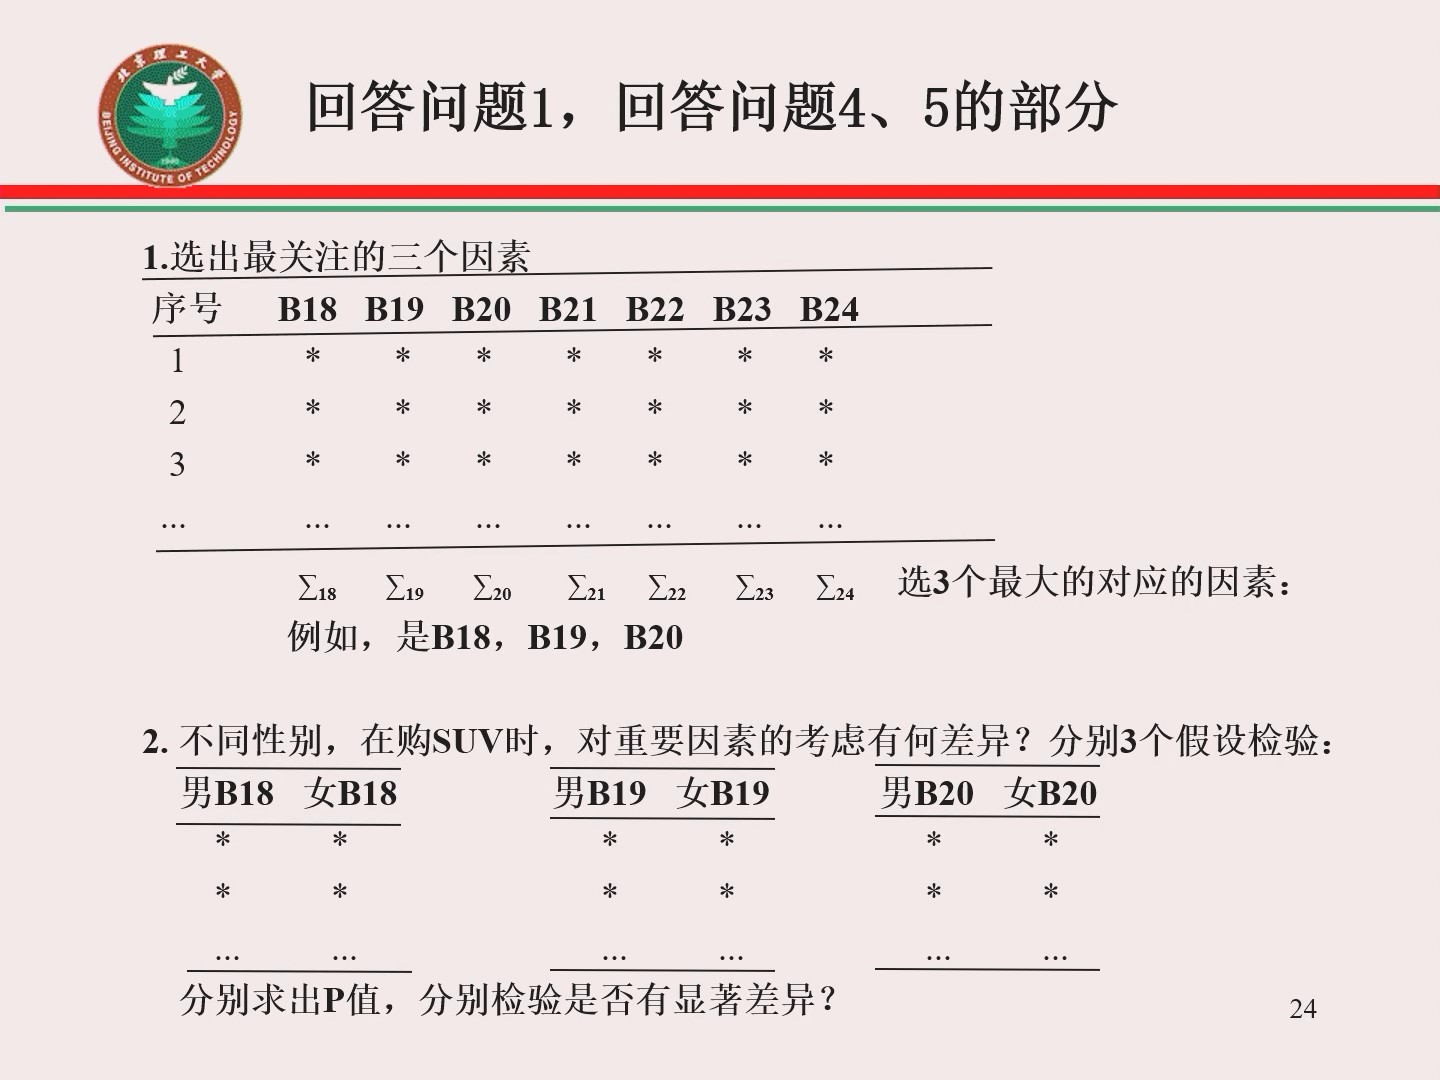 北京理工大学
BEIJING INSTITUTE OF TECHNOLOGY
1940
回答问题1，回答问题4、5的部分
1.选出最关注的三个因素
序号 B18 B19 B20 B21 B22 B23 B24
1 * * * * * * *
2 * * * * * * *
3 * * * * * * *
... ... ... ... ... ... ... ...
∑18 ∑19 ∑20 ∑21 ∑22 ∑23 ∑24 选3个最大的对应的因素：
例如，是B18，B19，B20
2. 不同性别，在购SUV时，对重要因素的考虑有何差异？分别3个假设检验：
男B18 女B18 男B19 女B19 男B20 女B20
* * * * * *
* * * * * *
... ... ... ... ... ...
分别求出P值，分别检验是否有显著差异？
24